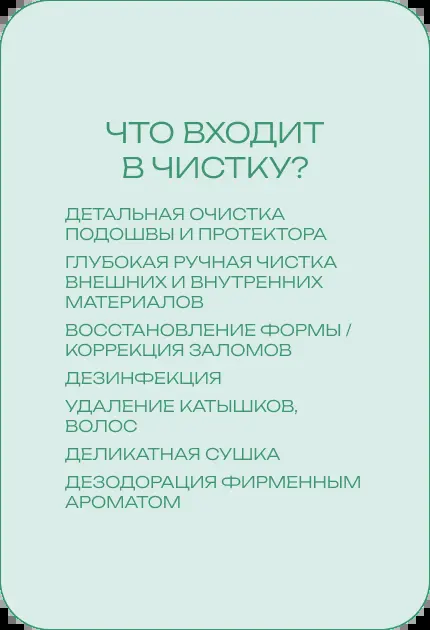 ЧТО ВХОДИТ
В ЧИСТКУ?
ДЕТАЛЬНАЯ ОЧИСТКА
ПОДОШВЫ И ПРОТЕКТОРА
ГЛУБОКАЯ РУЧНАЯ ЧИСТКА
ВНЕШНИХ И ВНУТРЕННИХ
МАТЕРИАЛОВ
ВОССТАНОВЛЕНИЕ ФОРМЫ /
КОРРЕКЦИЯ ЗАЛОМОВ
ДЕЗИНФЕКЦИЯ
УДАЛЕНИЕ КАТЫШКОВ,
ВОЛОС
ДЕЛИКАТНАЯ СУШКА
ДЕЗОДОРАЦИЯ ФИРМЕННЫМ
АРОМАТОМ